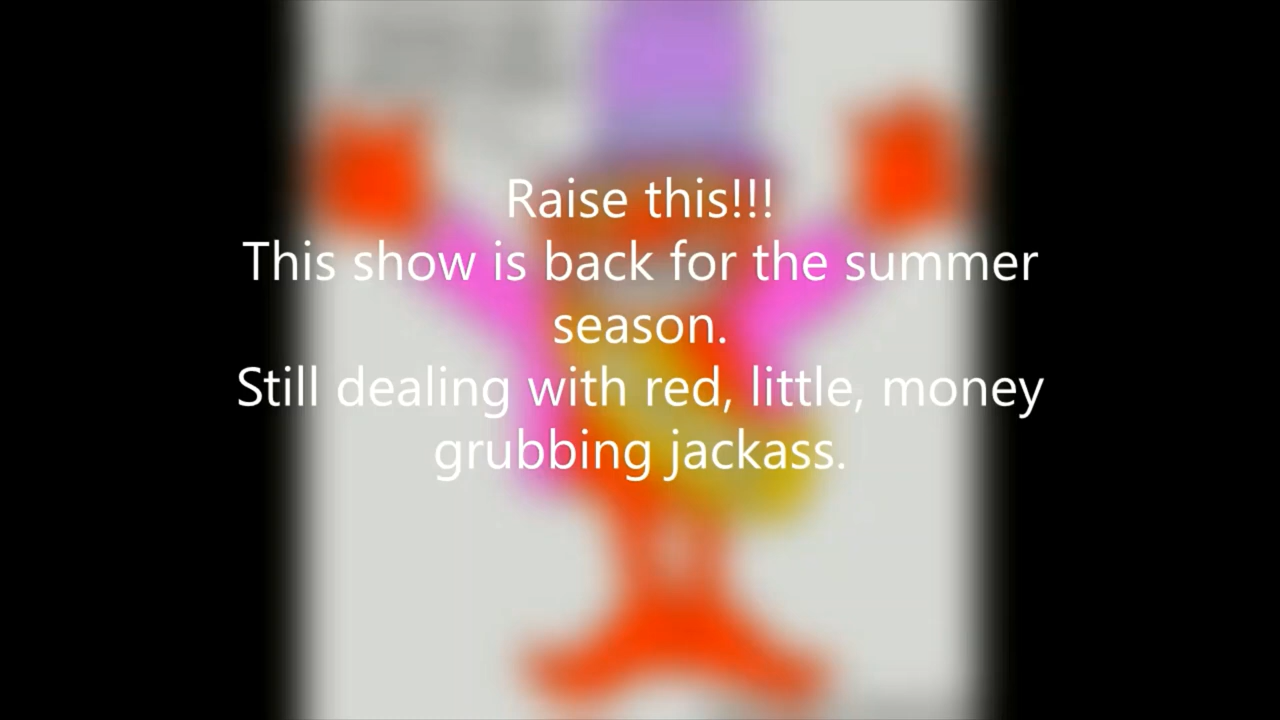 Raise this!!!
This show is back for the summer
season.
Still dealing with red, little, money
grubbing jackass.